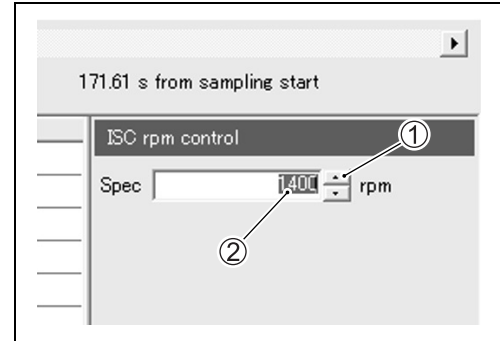 171.61 s from sampling start
ISC rpm control
1
Spec 1400 rpm
2